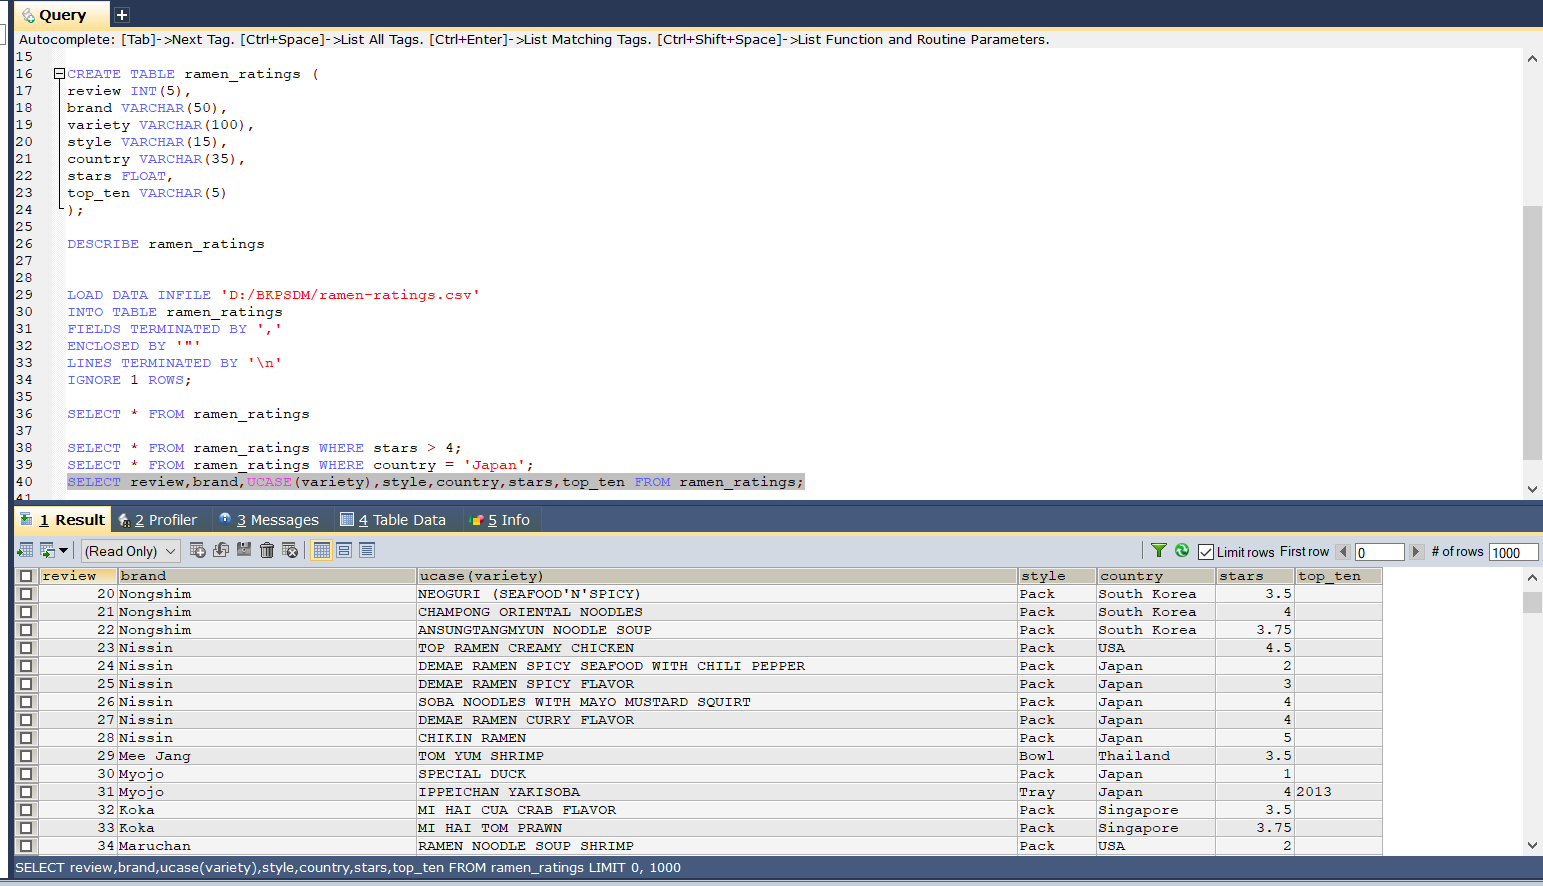 Query
Autocomplete: [Tab]->Next Tag. [Ctrl+Space]->List All Tags. [Ctrl+Enter]->List Matching Tags. [Ctrl+Shift+Space]->List Function and Routine Parameters.
15
16 CREATE TABLE ramen_ratings (
17 review INT(5),
18 brand VARCHAR(50),
19 variety VARCHAR(100),
20 style VARCHAR(15),
21 country VARCHAR(35),
22 stars FLOAT,
23 top_ten VARCHAR(5)
24 );
25
26 DESCRIBE ramen_ratings
27
28
29 LOAD DATA INFILE 'D:/BKPSDM/ramen-ratings.csv'
30 INTO TABLE ramen_ratings
31 FIELDS TERMINATED BY ','
32 ENCLOSED BY '"'
33 LINES TERMINATED BY '\n'
34 IGNORE 1 ROWS;
35
36 SELECT * FROM ramen_ratings
37
38 SELECT * FROM ramen_ratings WHERE stars > 4;
39 SELECT * FROM ramen_ratings WHERE country = 'Japan';
40 SELECT review,brand,UCASE(variety),style,country,stars,top_ten FROM ramen_ratings;
41
1 Result 2 Profiler 3 Messages 4 Table Data 5 Info
(Read Only) Limit rows First row 0 # of rows 1000
review brand ucase(variety) style country stars top_ten
20 Nongshim NEOGURI (SEAFOOD'N'SPICY) Pack South Korea 3.5
21 Nongshim CHAMPONG ORIENTAL NOODLES Pack South Korea 4
22 Nongshim ANSUNGTANGMYUN NOODLE SOUP Pack South Korea 3.75
23 Nissin TOP RAMEN CREAMY CHICKEN Pack USA 4.5
24 Nissin DEMAE RAMEN SPICY SEAFOOD WITH CHILI PEPPER Pack Japan 2
25 Nissin DEMAE RAMEN SPICY FLAVOR Pack Japan 3
26 Nissin SOBA NOODLES WITH MAYO MUSTARD SQUIRT Pack Japan 4
27 Nissin DEMAE RAMEN CURRY FLAVOR Pack Japan 4
28 Nissin CHIKIN RAMEN Pack Japan 5
29 Mee Jang TOM YUM SHRIMP Bowl Thailand 3.5
30 Myojo SPECIAL DUCK Pack Japan 1
31 Myojo IPPEICHAN YAKISOBA Tray Japan 4 2013
32 Koka MI HAI CUA CRAB FLAVOR Pack Singapore 3.5
33 Koka MI HAI TOM PRAWN Pack Singapore 3.75
34 Maruchan RAMEN NOODLE SOUP SHRIMP Pack USA 2
SELECT review,brand,ucase(variety),style,country,stars,top_ten FROM ramen_ratings LIMIT 0, 1000